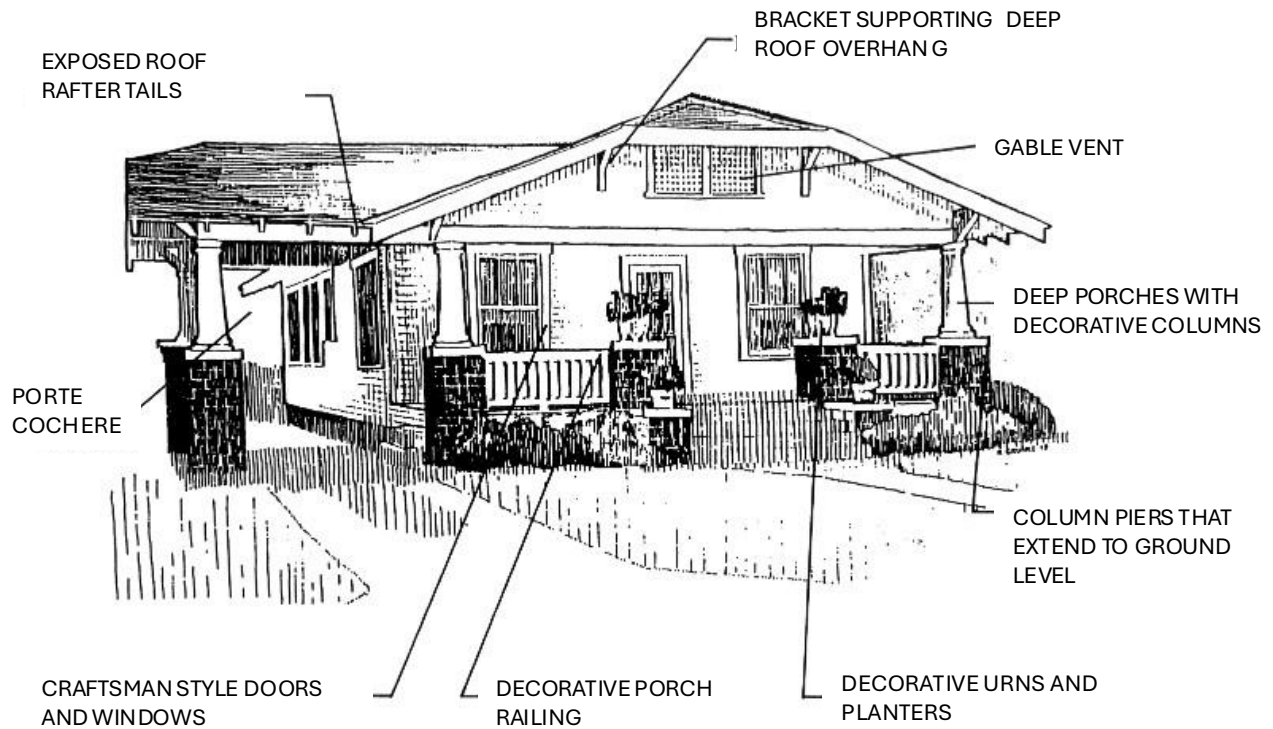 BRACKET SUPPORTING DEEP
ROOF OVERHANG
EXPOSED ROOF
RAFTER TAILS
GABLE VENT
DEEP PORCHES WITH
DECORATIVE COLUMNS
PORTE
COCHERE
COLUMN PIERS THAT
EXTEND TO GROUND
LEVEL
CRAFTSMAN STYLE DOORS
AND WINDOWS
DECORATIVE PORCH
RAILING
DECORATIVE URNS AND
PLANTERS